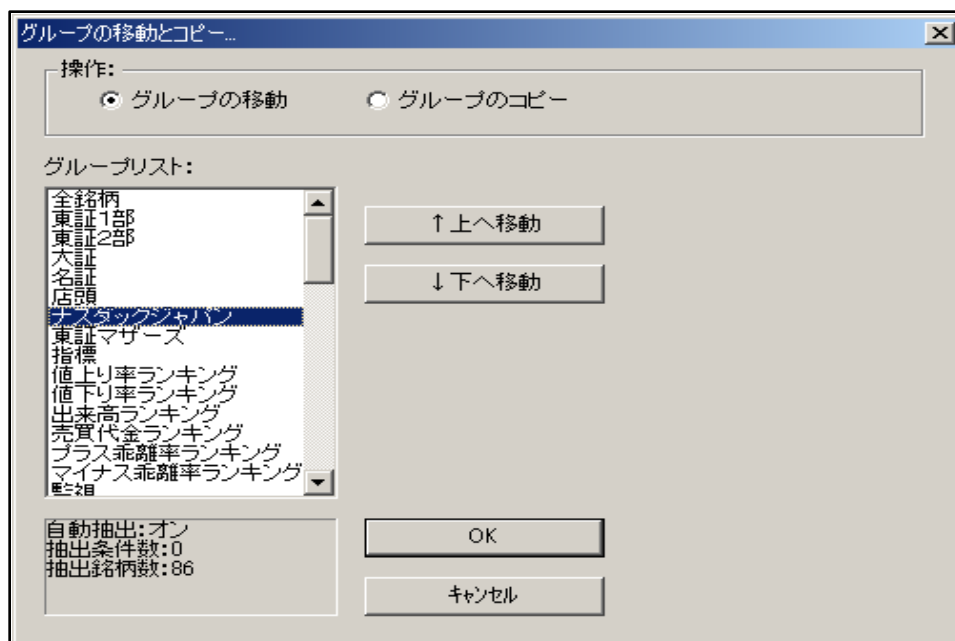 グループの移動とコピー...
操作:
グループの移動
グループのコピー
グループリスト:
全銘柄
東証1部
東証2部
大証
名証
店頭
ナスダックジャパン
東証マザーズ
指標
値上り率ランキング
値下り率ランキング
出来高ランキング
売買代金ランキング
プラス乖離率ランキング
マイナス乖離率ランキング
↑上へ移動
↓下へ移動
自動抽出:オン
抽出条件数:0
抽出銘柄数:86
OK
キャンセル